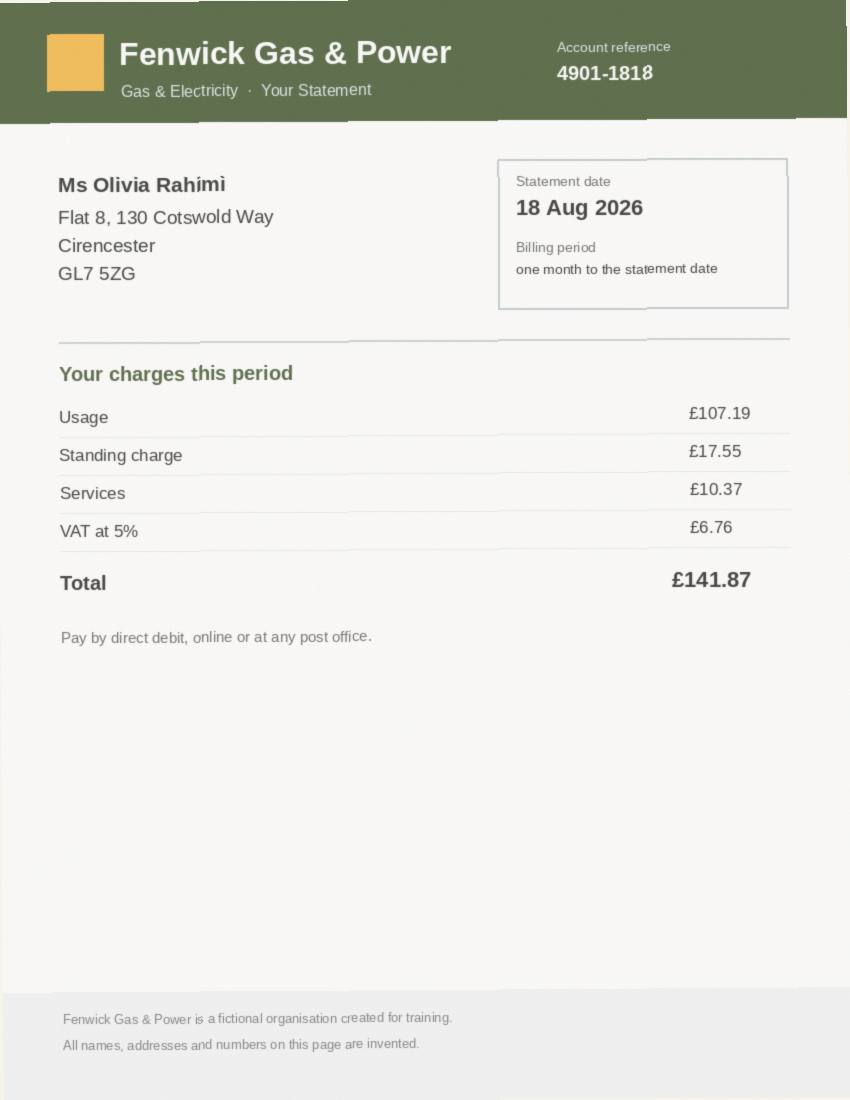 Fenwick Gas & Power
Gas & Electricity · Your Statement
Account reference
4901-1818
Ms Olivia Rahimi
Flat 8, 130 Cotswold Way
Cirencester
GL7 5ZG
Statement date
18 Aug 2026
Billing period
one month to the statement date
Your charges this period
Usage £107.19
Standing charge £17.55
Services £10.37
VAT at 5% £6.76
Total £141.87
Pay by direct debit, online or at any post office.
Fenwick Gas & Power is a fictional organisation created for training.
All names, addresses and numbers on this page are invented.